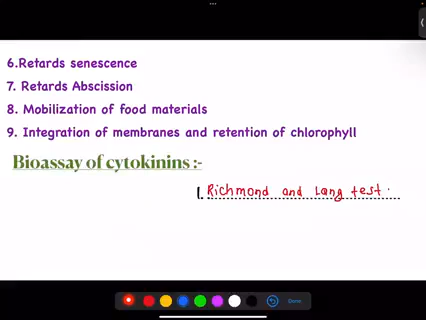 6.Retards senescence
7. Retards Abscission
8. Mobilization of food materials
9. Integration of membranes and retention of chlorophyll
Bioassay of cytokinins :-
1. Richmond and Lang test.
Done